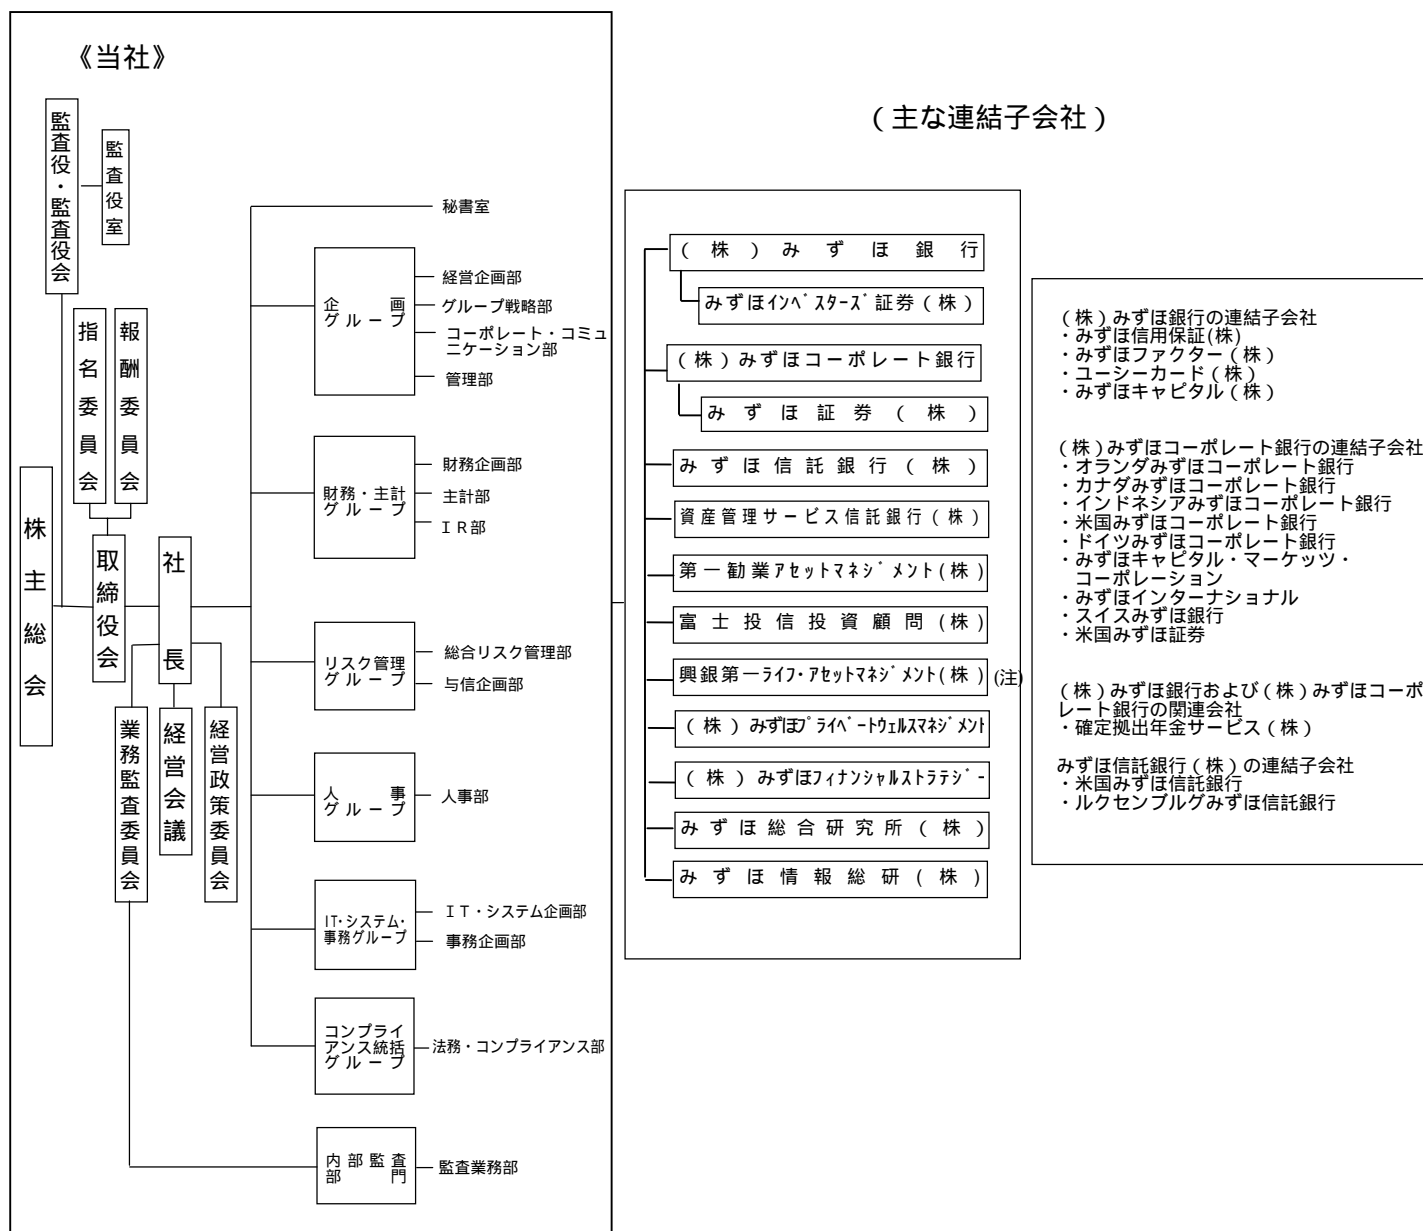 《当社》
監査役・監査役会
監査役室
指名委員会
報酬委員会
株主総会
取締役会
社長
業務監査委員会
経営会議
経営政策委員会
秘書室
企画
グループ
経営企画部
グループ戦略部
コーポレート・コミュ
ニケーション部
管理部
財務・主計
グループ
財務企画部
主計部
ＩＲ部
リスク管理
グループ
総合リスク管理部
与信企画部
人事
グループ
人事部
IT・システム・
事務グループ
ＩＴ・システム企画部
事務企画部
コンプライ
アンス統括
グループ
法務・コンプライアンス部
内部監査
部門
監査業務部
（主な連結子会社）
（株）みずほ銀行
みずほｲﾝﾍﾞｽﾀｰｽﾞ証券（株）
（株）みずほコーポレート銀行
みずほ証券（株）
みずほ信託銀行（株）
資産管理サービス信託銀行（株）
第一勧業アセットマネジﾞメント(株)
富士投信投資顧問(株)
興銀第一ﾗｲﾌ・アセットマネジﾞメント(株) (注)
（株）みずほﾌﾟﾗｲﾍﾞｰﾄｳｪﾙｽﾏﾈｼﾞﾒﾝﾄ
（株）みずほﾌｨﾅﾝｼｬﾙｽﾄﾗﾃｼﾞｰ
みずほ総合研究所（株）
みずほ情報総研（株）
（株）みずほ銀行の連結子会社
・みずほ信用保証(株)
・みずほファクター（株）
・ユーシーカード（株）
・みずほキャピタル（株）
（株）みずほコーポレート銀行の連結子会社
・オランダみずほコーポレート銀行
・カナダみずほコーポレート銀行
・インドネシアみずほコーポレート銀行
・米国みずほコーポレート銀行
・ドイツみずほコーポレート銀行
・みずほキャピタル・マーケッツ・
コーポレーション
・みずほインターナショナル
・スイスみずほ銀行
・米国みずほ証券
（株）みずほ銀行および（株）みずほコーポ
レート銀行の関連会社
・確定拠出年金サービス（株）
みずほ信託銀行（株）の連結子会社
・米国みずほ信託銀行
・ルクセンブルグみずほ信託銀行